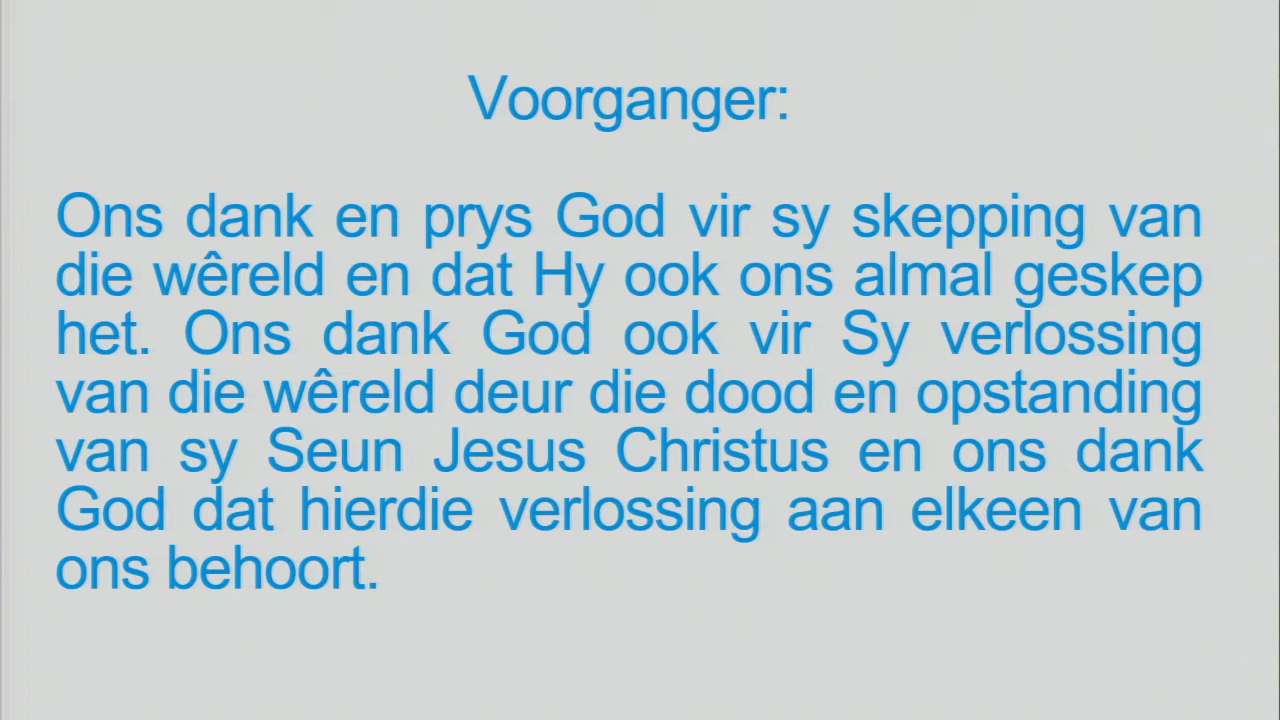 Voorganger:
Ons dank en prys God vir sy skepping van
die wêreld en dat Hy ook ons almal geskep
het. Ons dank God ook vir Sy verlossing
van die wêreld deur die dood en opstanding
van sy Seun Jesus Christus en ons dank
God dat hierdie verlossing aan elkeen van
ons behoort.